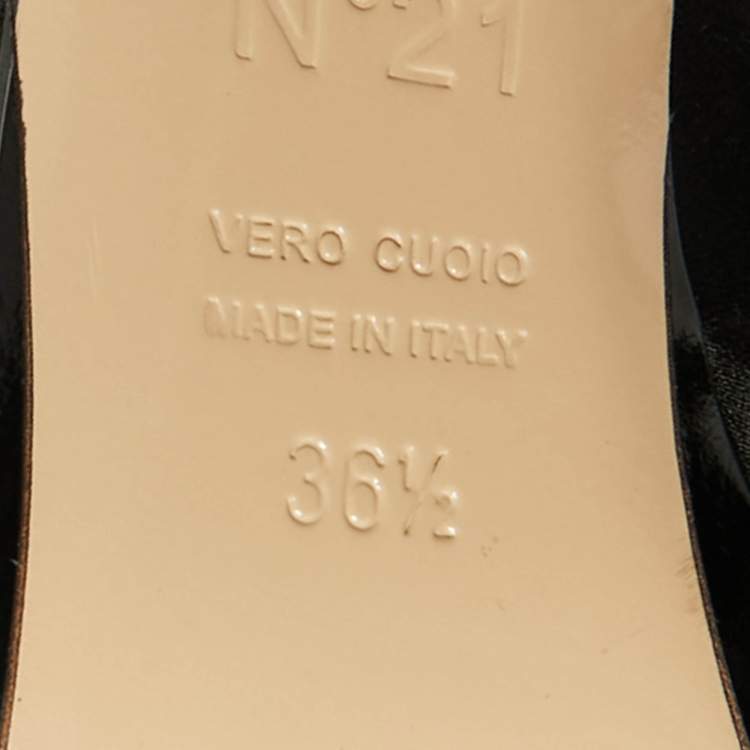 N°21
VERO CUOIO
MADE IN ITALY
36½